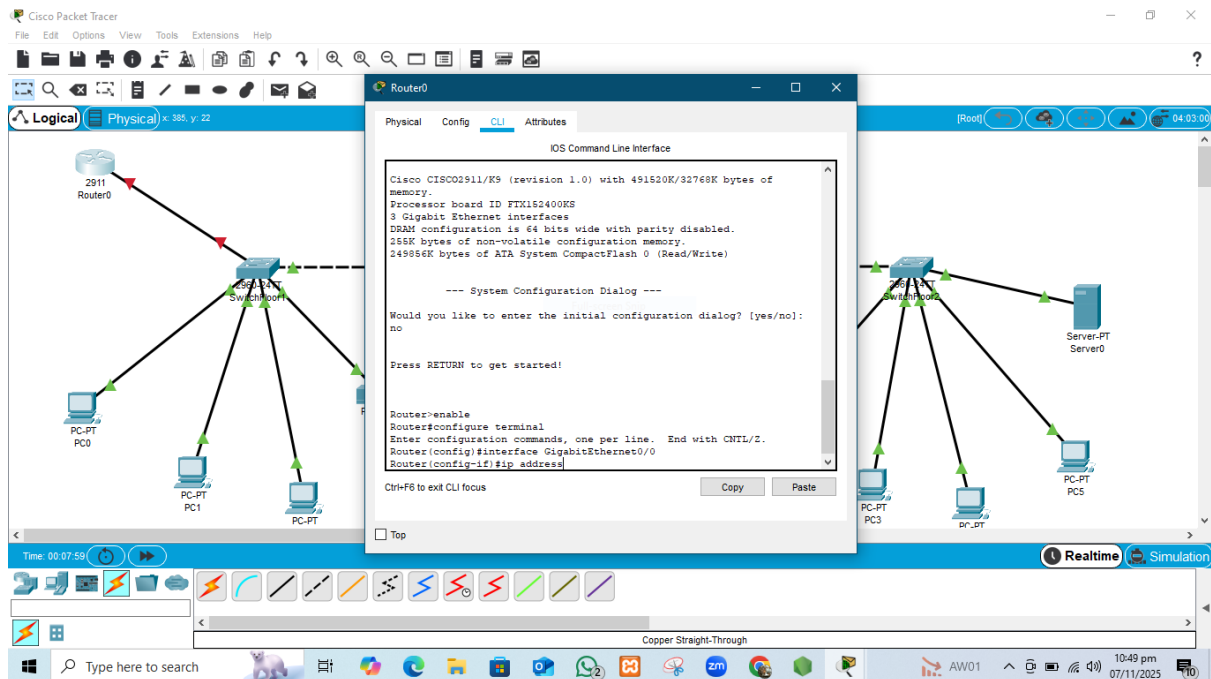 Cisco Packet Tracer
File Edit Options View Tools Extensions Help
?
Logical Physical x: 385, y: 22
[Root] 04:03:00
Router0
Physical Config CLI Attributes
IOS Command Line Interface
Cisco CISCO2911/K9 (revision 1.0) with 491520K/32768K bytes of
memory.
Processor board ID FTX152400KS
3 Gigabit Ethernet interfaces
DRAM configuration is 64 bits wide with parity disabled.
255K bytes of non-volatile configuration memory.
249856K bytes of ATA System CompactFlash 0 (Read/Write)
--- System Configuration Dialog ---
Would you like to enter the initial configuration dialog? [yes/no]:
no
Press RETURN to get started!
Router>enable
Router#configure terminal
Enter configuration commands, one per line. End with CNTL/Z.
Router(config)#interface GigabitEthernet0/0
Router(config-if)#ip address
Ctrl+F6 to exit CLI focus
Copy Paste
Top
2911
Router0
2960-24TT
SwitchFloor1
PC-PT
PC0
PC-PT
PC1
PC-PT
2960-24TT
SwitchFloor2
Server-PT
Server0
PC-PT
PC5
PC-PT
PC3
PC-PT
Time: 00:07:59
Realtime Simulation
Copper Straight-Through
Type here to search
zm
AW01
10:49 pm
07/11/2025